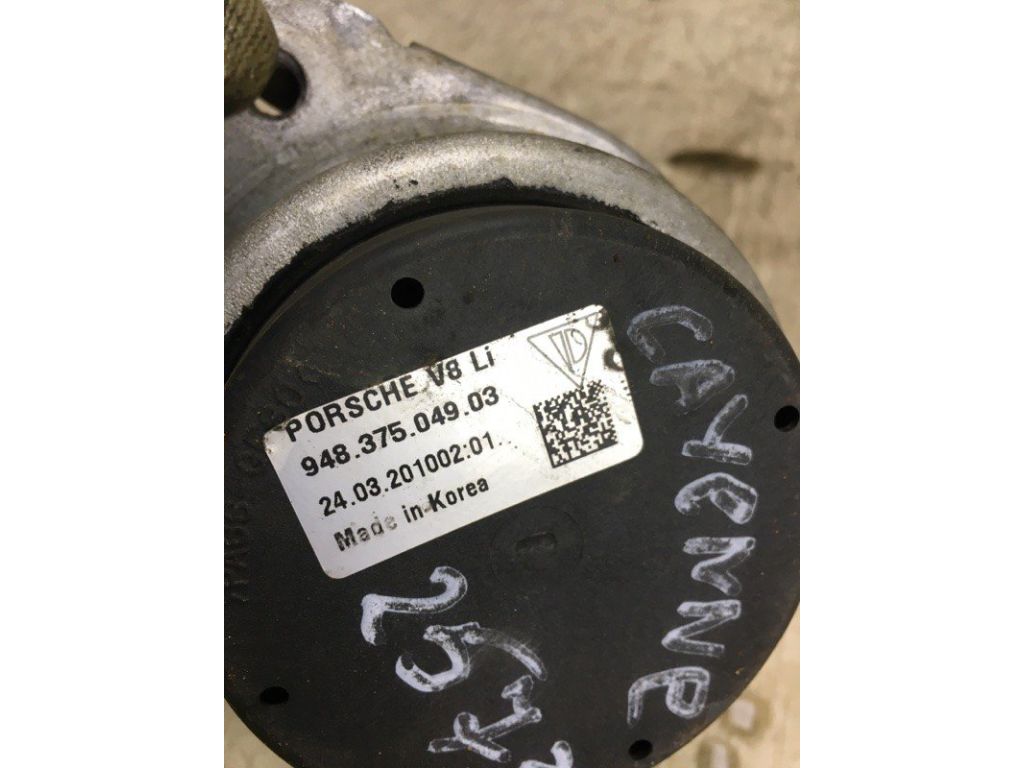 PORSCHE V8 Li
948.375.049.03
24.03.201002:01
Made in Korea
CAYENNE